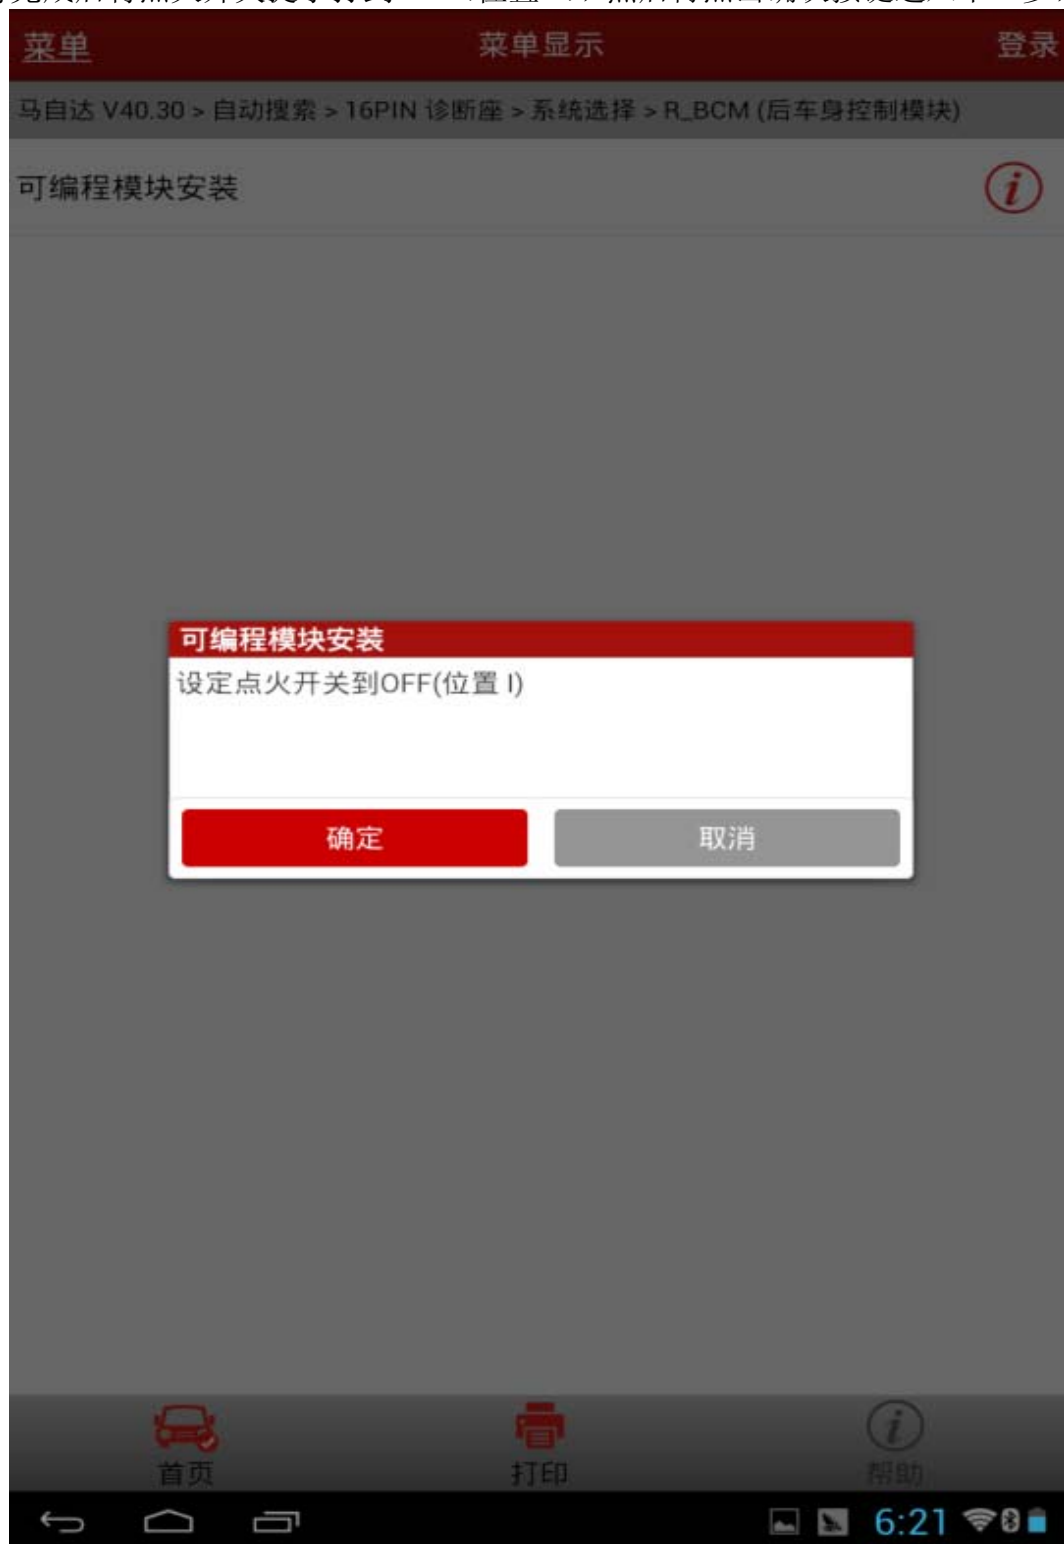 菜单 菜单显示 登录
马自达 V40.30 > 自动搜索 > 16PIN 诊断座 > 系统选择 > R_BCM (后车身控制模块)
可编程模块安装
可编程模块安装
设定点火开关到OFF(位置 I)
确定 取消
首页 打印 帮助
6:21